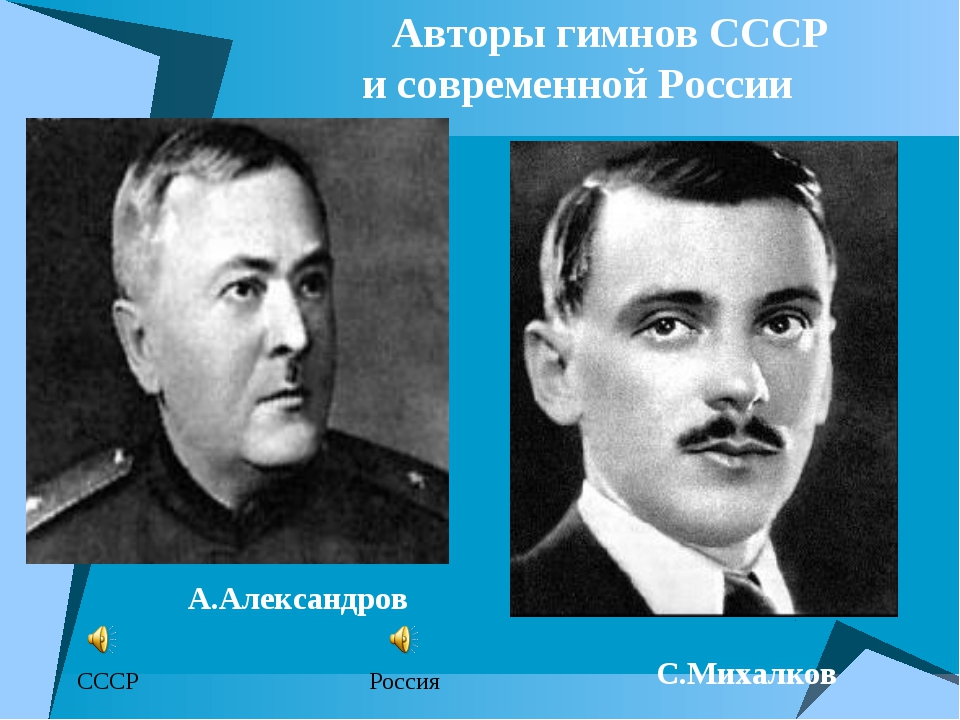 Авторы гимнов СССР
и современной России
А.Александров
СССР
Россия
С.Михалков